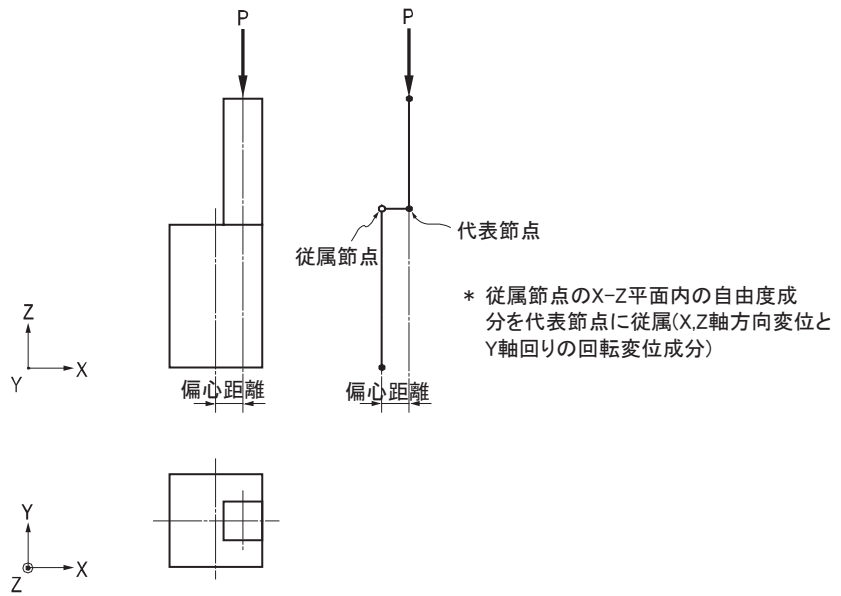 P
P
従属節点
代表節点
* 従属節点のX-Z平面内の自由度成
分を代表節点に従属(X,Z軸方向変位と
Y軸回りの回転変位成分)
Z
X
Y
偏心距離
偏心距離
Y
X
Z